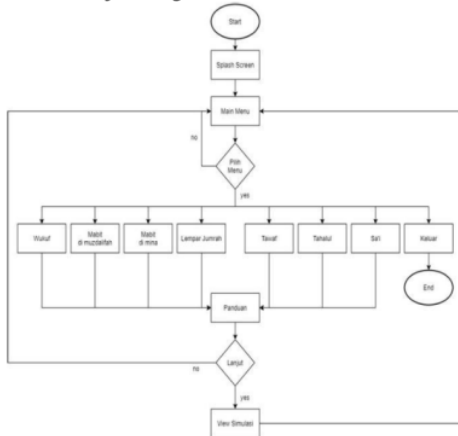 Start
Splash Screen
Main Menu
no
Pilih
Menu
yes
Wukuf
Mabit
di muzdalifah
Mabit
di mina
Lempar Jumrah
Tawaf
Tahalul
Sa'i
Keluar
End
Panduan
Lanjut
no
yes
View Simulasi